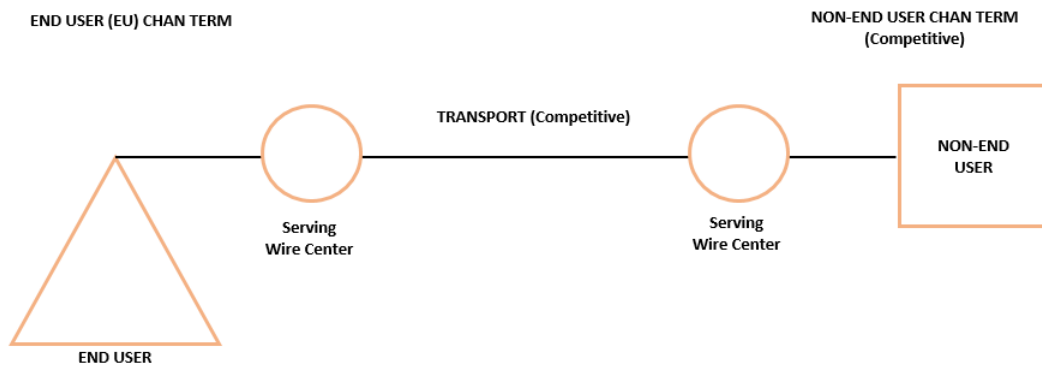 END USER (EU) CHAN TERM
NON-END USER CHAN TERM
(Competitive)
TRANSPORT (Competitive)
NON-END
USER
Serving
Wire Center
Serving
Wire Center
END USER